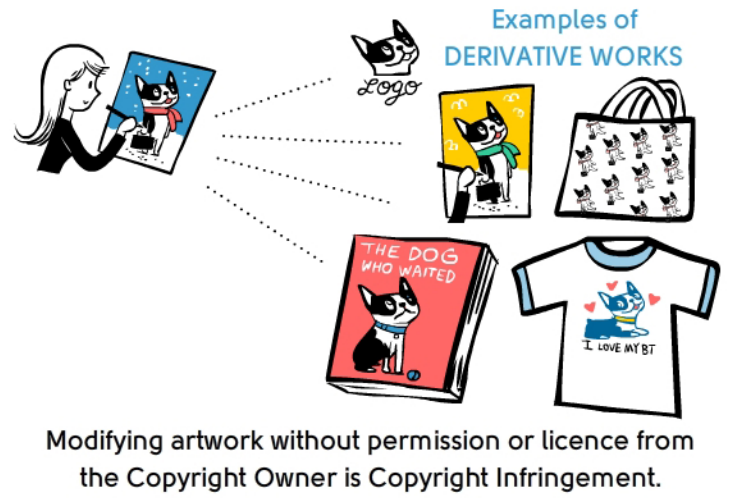 Examples of
DERIVATIVE WORKS
Logo
THE DOG
WHO WAITED
I LOVE MY BT
Modifying artwork without permission or licence from
the Copyright Owner is Copyright Infringement.